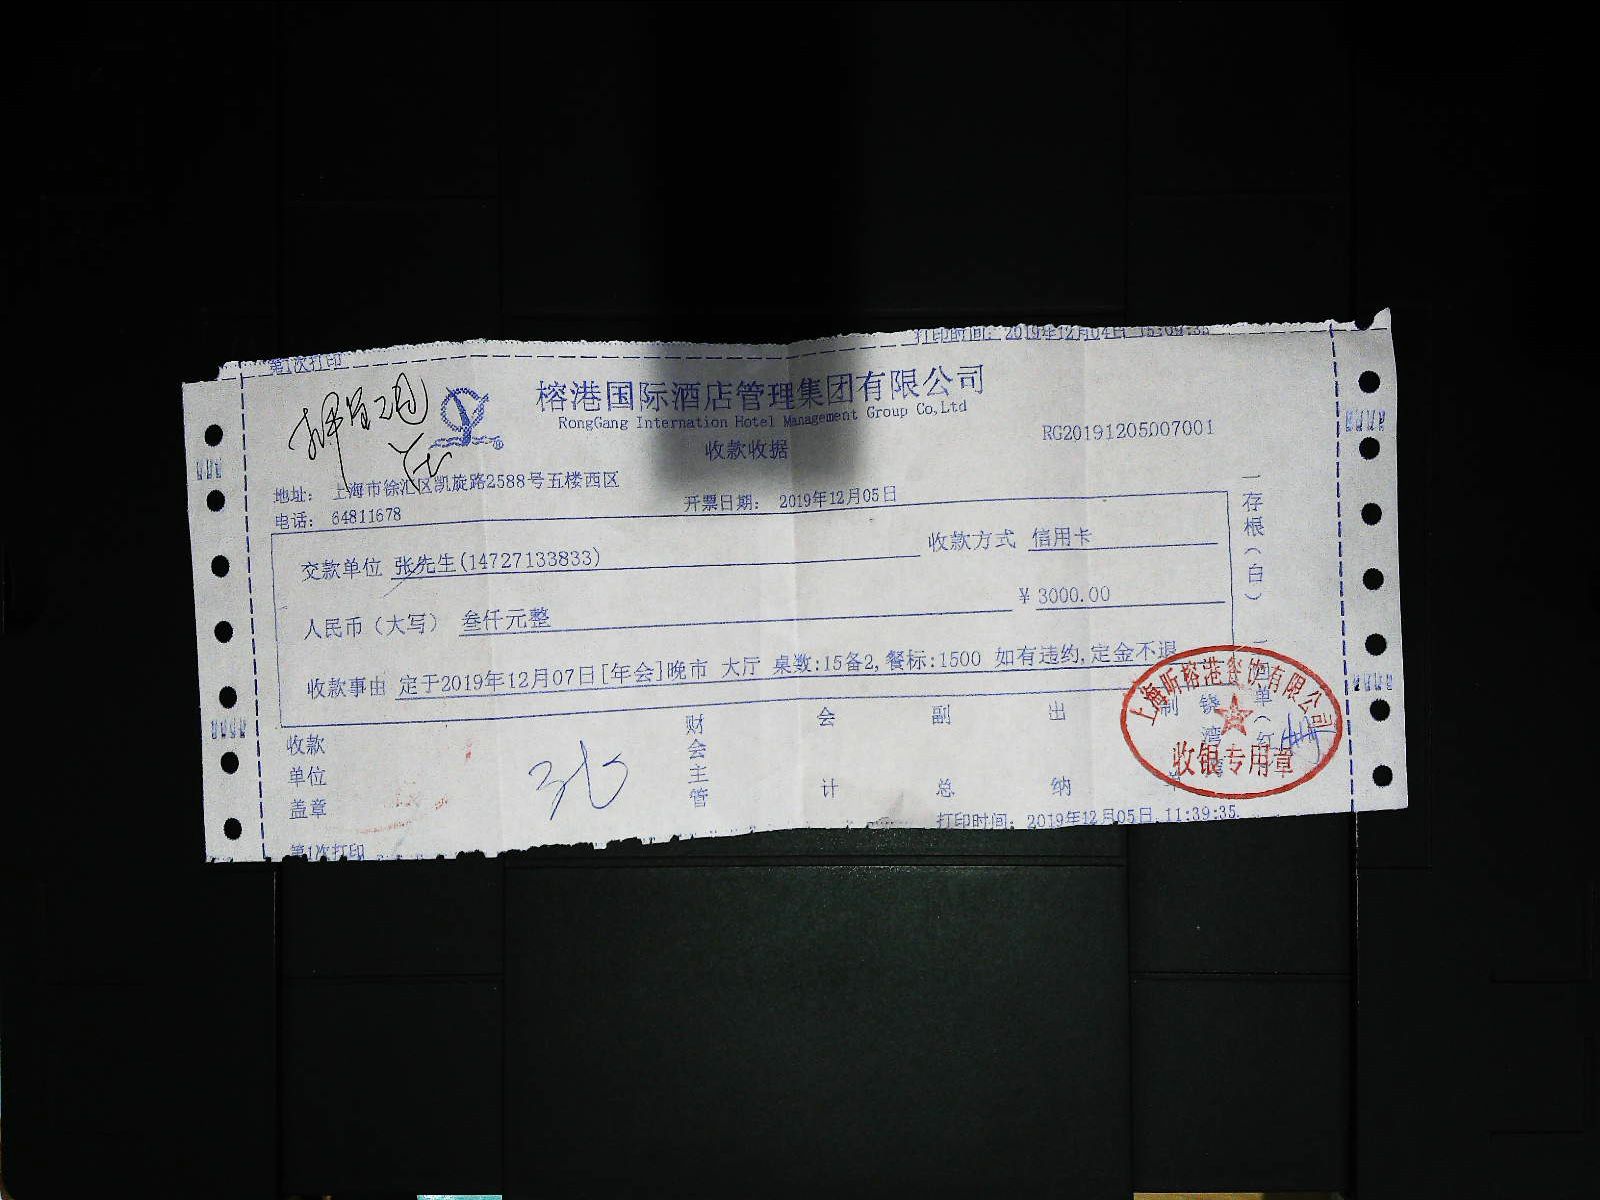 第1次打印
打印时间: 2019年12月04日 15:09:35
榕港国际酒店管理集团有限公司
RongGang Internation Hotel Management Group Co,Ltd
收款收据
RG20191205007001
地址: 上海市徐汇区凯旋路2588号五楼西区
电话: 64811678
开票日期: 2019年12月05日
交款单位 张先生(14727133833)
收款方式 信用卡
人民币（大写） 叁仟元整
¥ 3000.00
收款事由 定于2019年12月07日[年会]晚市 大厅 桌数:15备2,餐标:1500 如有违约,定金不退
一存根（白）
二回单（红
收款单位盖章
财会主管
会计
副总
出纳
制
饶湾
上海昕榕港餐饮有限公司
收银专用章
第1次打印
打印时间: 2019年12月05日 11:39:35